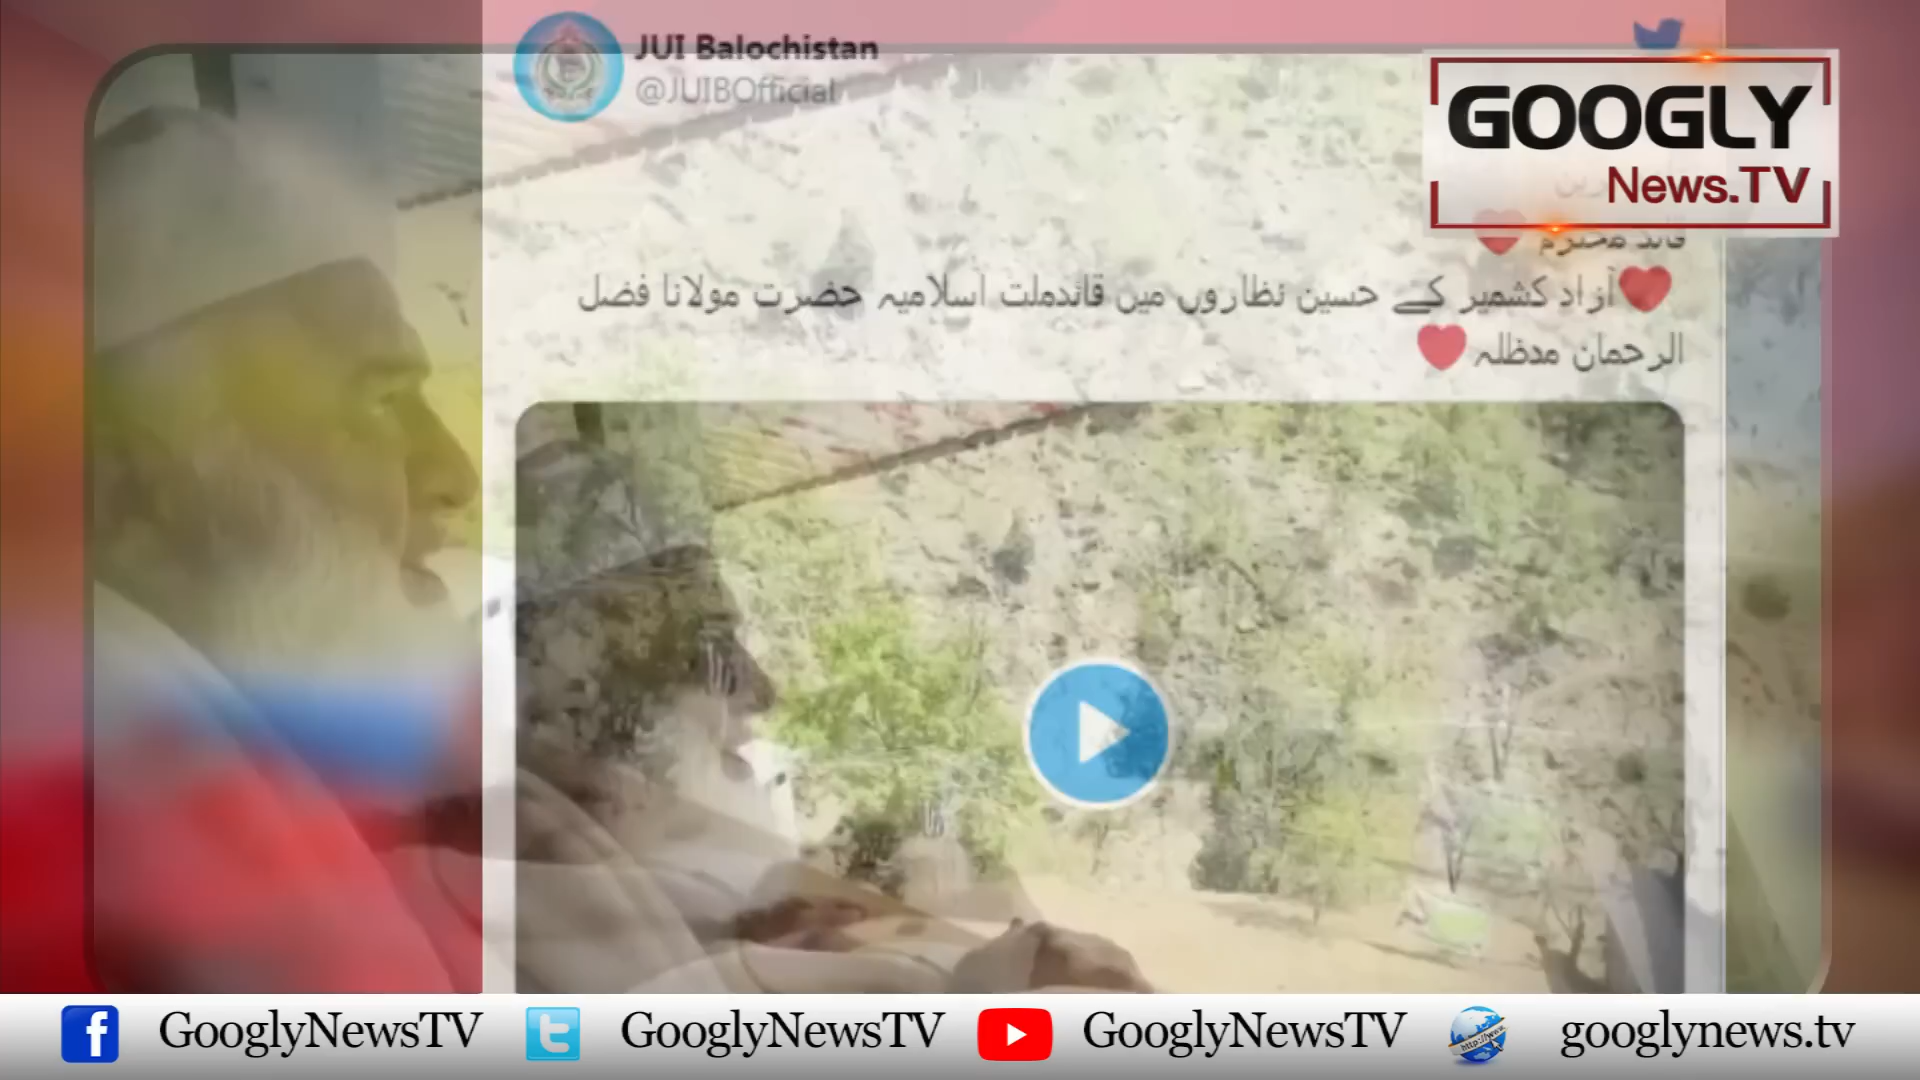 JUI Balochistan
@JUIBOfficial
GOOGLY
News.TV
قائد محترم
آزاد کشمیر کے حسین نظاروں میں قائدملت اسلامیہ حضرت مولانا فضل
الرحمان مدظلہ
GooglyNewsTV GooglyNewsTV GooglyNewsTV googlynews.tv